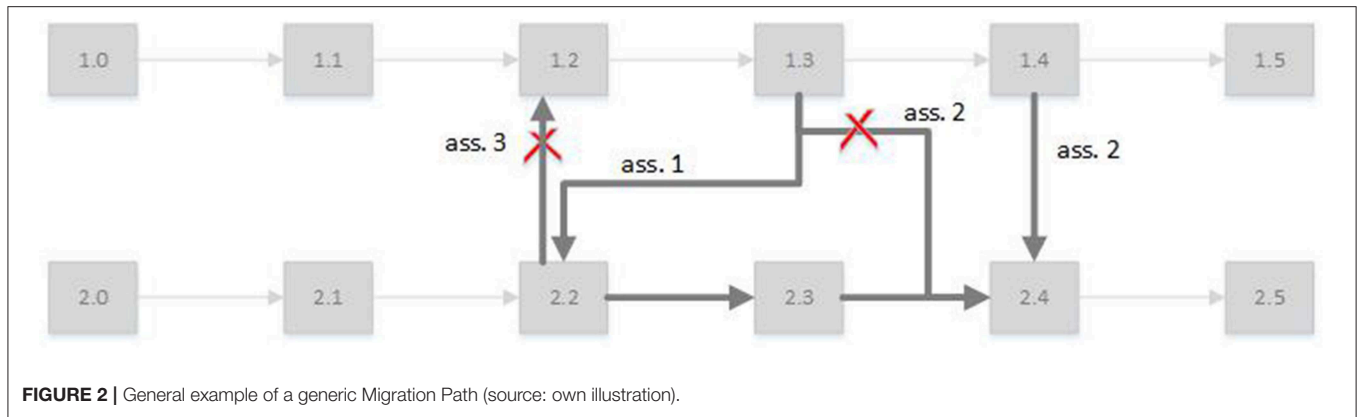 1.0
1.1
1.2
1.3
1.4
1.5
ass. 3
ass. 1
ass. 2
ass. 2
2.0
2.1
2.2
2.3
2.4
2.5
FIGURE 2 | General example of a generic Migration Path (source: own illustration).